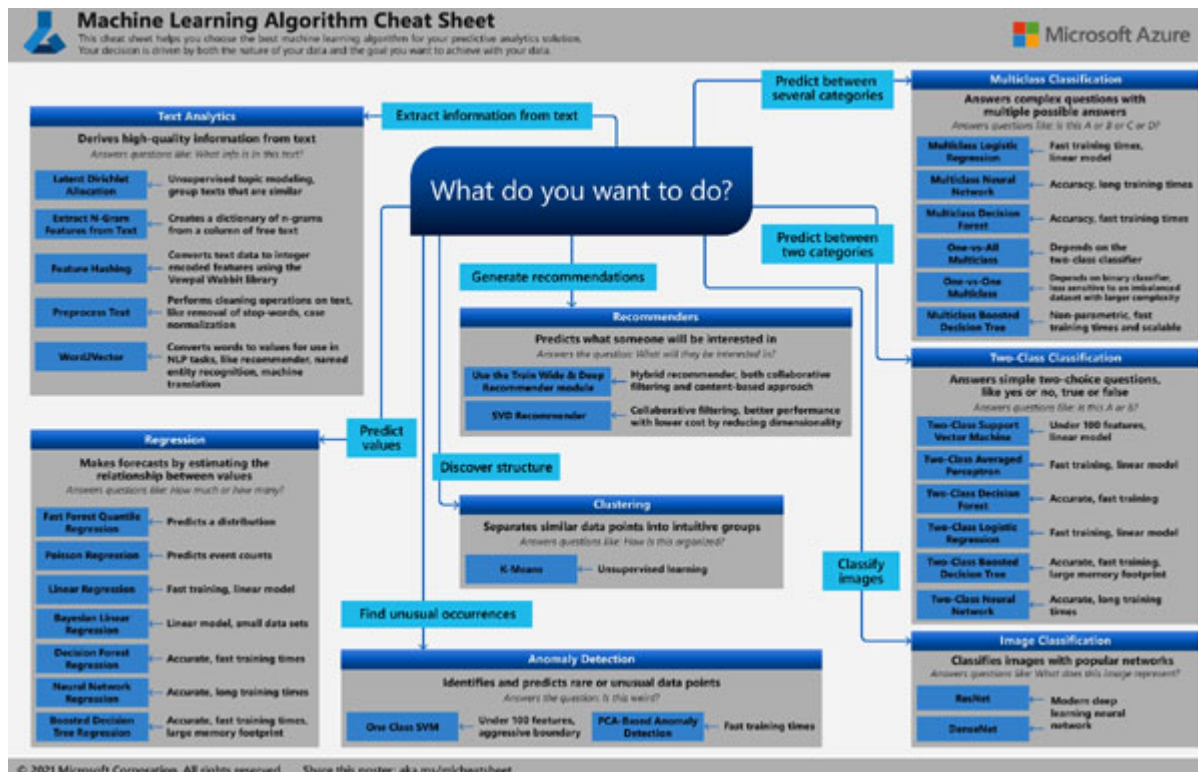 Machine Learning Algorithm Cheat Sheet
This cheat sheet helps you choose the best machine learning algorithm for your predictive analytics solution.
Your decision is driven by both the nature of your data and the goal you want to achieve with your data.
Microsoft Azure
What do you want to do?
Extract information from text
Text Analytics
Derives high-quality information from text
Answers questions like: What info is in this text?
Latent Dirichlet
Allocation
Unsupervised topic modeling,
group texts that are similar
Extract N-Gram
Features from Text
Creates a dictionary of n-grams
from a column of free text
Feature Hashing
Converts text data to integer
encoded features using the
Vowpal Wabbit library
Preprocess Text
Performs cleaning operations on text,
like removal of stop-words, case
normalization
Word2Vector
Converts words to values for use in
NLP tasks, like recommender, named
entity recognition, machine
translation
Predict
values
Regression
Makes forecasts by estimating the
relationship between values
Answers questions like: How much or how many?
Fast Forest Quantile
Regression
Predicts a distribution
Poisson Regression
Predicts event counts
Linear Regression
Fast training, linear model
Bayesian Linear
Regression
Linear model, small data sets
Decision Forest
Regression
Accurate, fast training times
Neural Network
Regression
Accurate, long training times
Boosted Decision
Tree Regression
Accurate, fast training times,
large memory footprint
Generate recommendations
Recommenders
Predicts what someone will be interested in
Answers the question: What will they be interested in?
Use the Train Wide & Deep
Recommender module
Hybrid recommender, both collaborative
filtering and content-based approach
SVD Recommender
Collaborative filtering, better performance
with lower cost by reducing dimensionality
Discover structure
Clustering
Separates similar data points into intuitive groups
Answers questions like: How is this organized?
K-Means
Unsupervised learning
Find unusual occurrences
Anomaly Detection
Identifies and predicts rare or unusual data points
Answers the question: Is this weird?
One Class SVM
Under 100 features,
aggressive boundary
PCA-Based Anomaly
Detection
Fast training times
Predict between
several categories
Multiclass Classification
Answers complex questions with
multiple possible answers
Answers questions like: Is this A or B or C or D?
Multiclass Logistic
Regression
Fast training times,
linear model
Multiclass Neural
Network
Accuracy, long training times
Multiclass Decision
Forest
Accuracy, fast training times
One-vs-All
Multiclass
Depends on the
two-class classifier
One-vs-One
Multiclass
Depends on binary classifier,
less sensitive to an imbalanced
dataset with larger complexity
Multiclass Boosted
Decision Tree
Non-parametric, fast
training times and scalable
Predict between
two categories
Two-Class Classification
Answers simple two-choice questions,
like yes or no, true or false
Answers questions like: Is this A or B?
Two-Class Support
Vector Machine
Under 100 features,
linear model
Two-Class Averaged
Perceptron
Fast training, linear model
Two-Class Decision
Forest
Accurate, fast training
Two-Class Logistic
Regression
Fast training, linear model
Two-Class Boosted
Decision Tree
Accurate, fast training,
large memory footprint
Two-Class Neural
Network
Accurate, long training
times
Classify
images
Image Classification
Classifies images with popular networks
Answers questions like: What does this image represent?
ResNet
DenseNet
Modern deep
learning neural
network
© 2021 Microsoft Corporation. All rights reserved. Share this poster: aka.ms/mlcheatsheet